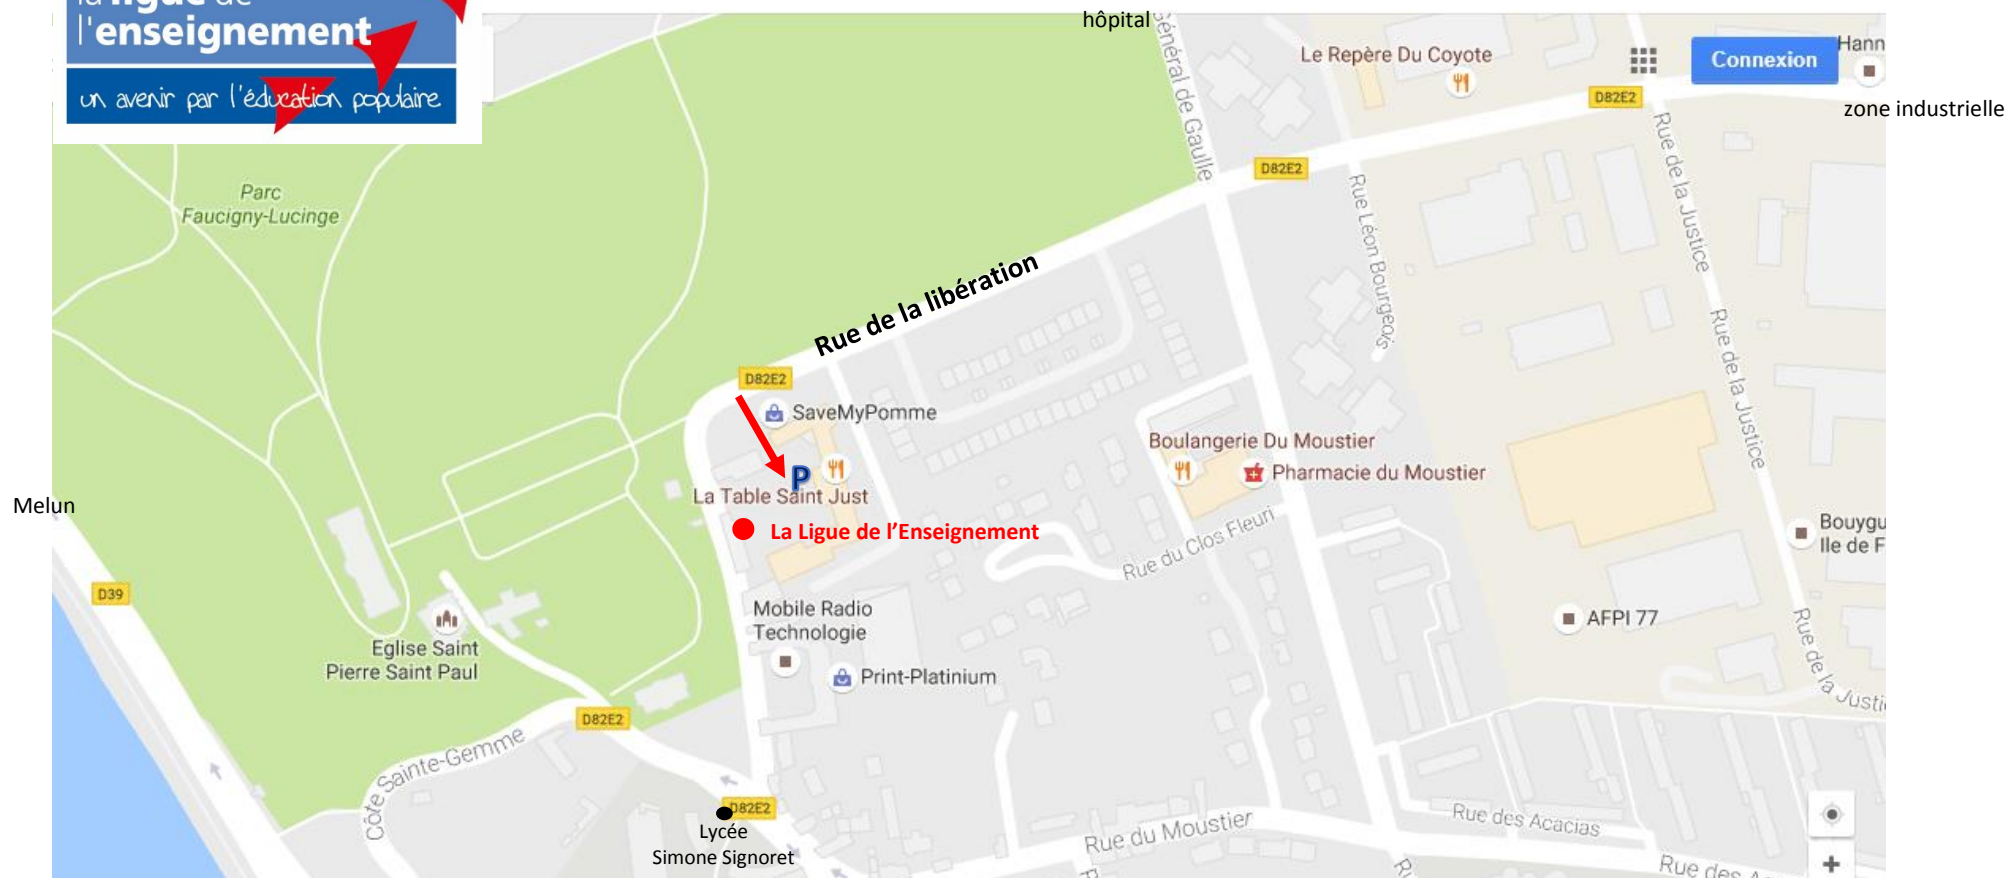 la ligue de
l'enseignement
un avenir par l'éducation populaire
hôpital
Général de Gaulle
Le Repère Du Coyote
Connexion
Hann
D82E2
zone industrielle
Parc
Faucigny-Lucinge
D82E2
Rue Léon Bourgeois
Rue de la Justice
Rue de la libération
Rue de la Justice
D82E2
SaveMyPomme
Boulangerie Du Moustier
Pharmacie du Moustier
P
La Table Saint Just
Melun
La Ligue de l'Enseignement
Rue du Clos Fleuri
Bouygu
Ile de F
D39
Mobile Radio
Technologie
AFPI 77
Rue de la Justic
Eglise Saint
Pierre Saint Paul
Print-Platinium
D82E2
Côte Sainte-Gemme
D82E2
Lycée
Simone Signoret
Rue du Moustier
Rue des Acacias
Rue des A
+